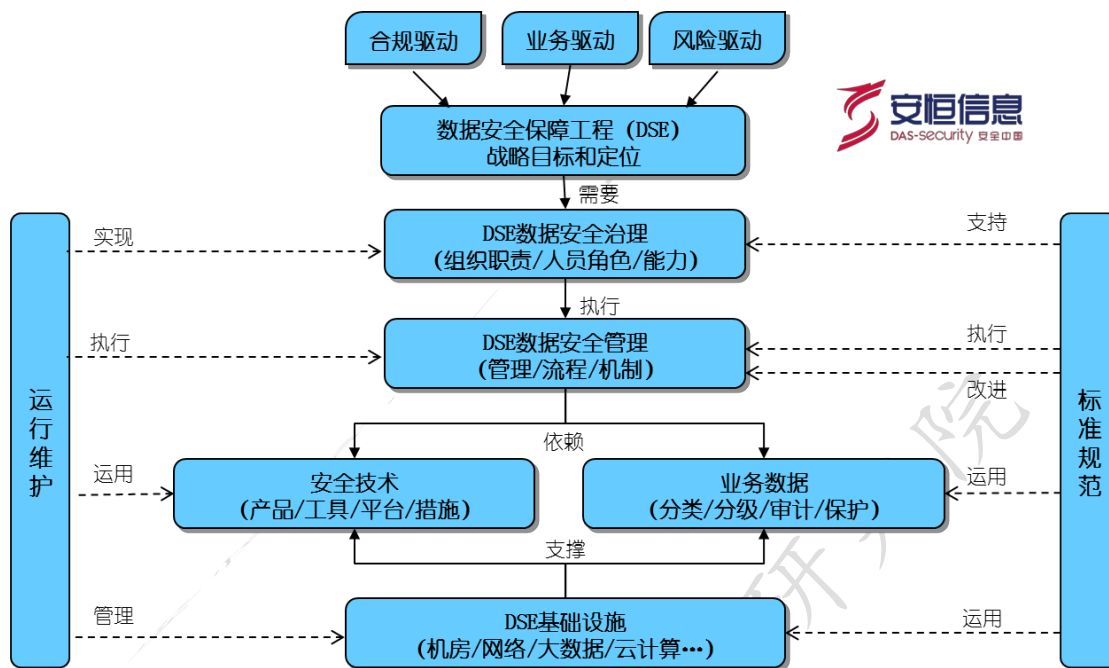 合规驱动
业务驱动
风险驱动
安恒信息
DAS-security 安全中国
数据安全保障工程（DSE）
战略目标和定位
需要
实现
DSE数据安全治理
（组织职责/人员角色/能力）
支持
执行
执行
DSE数据安全管理
（管理/流程/机制）
执行
改进
运行维护
标准规范
依赖
运用
安全技术
（产品/工具/平台/措施）
业务数据
（分类/分级/审计/保护）
运用
支撑
管理
DSE基础设施
（机房/网络/大数据/云计算…）
运用
研究院